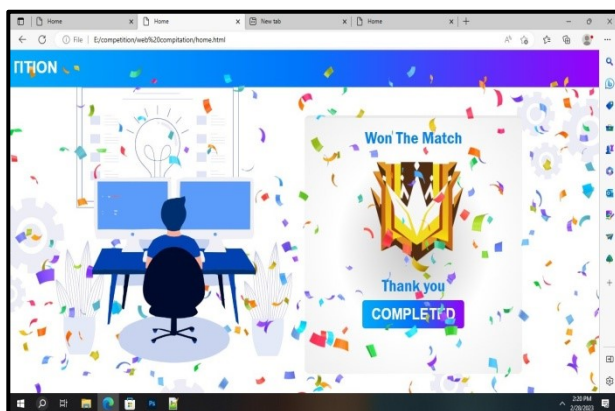 Home
Home
New tab
Home
File
E:/competition/web%20compitation/home.html
TITION
Won The Match
Thank you
COMPLETED
2:20 PM
2/28/2023